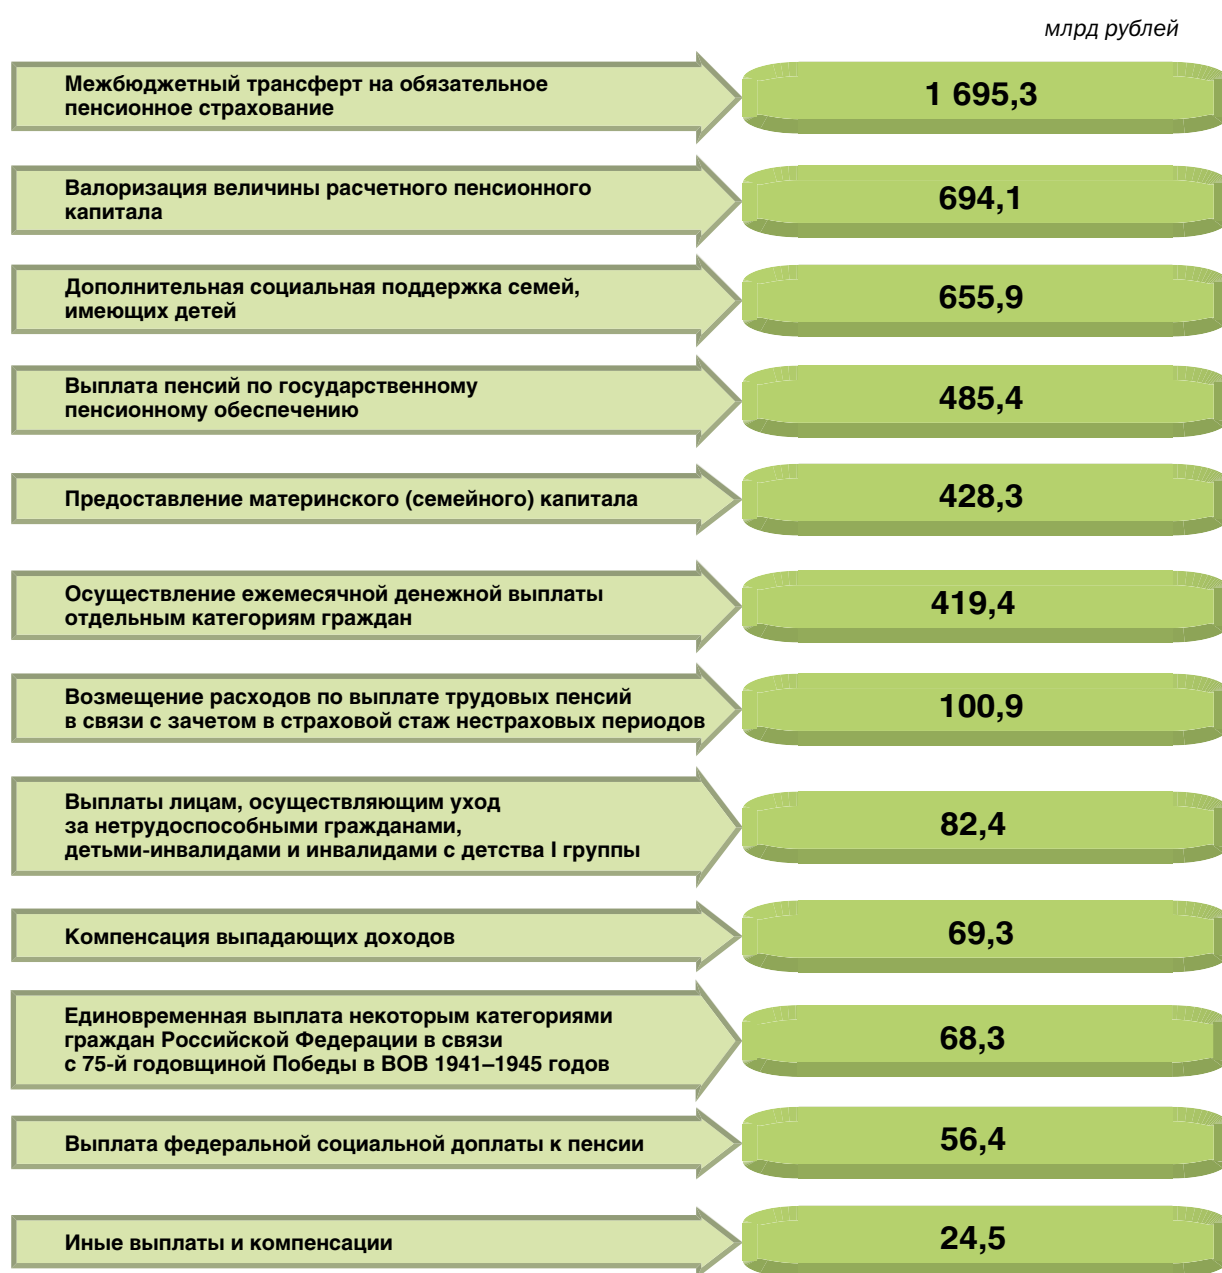 млрд рублей
Межбюджетный трансферт на обязательное
пенсионное страхование
1 695,3
Валоризация величины расчетного пенсионного
капитала
694,1
Дополнительная социальная поддержка семей,
имеющих детей
655,9
Выплата пенсий по государственному
пенсионному обеспечению
485,4
Предоставление материнского (семейного) капитала
428,3
Осуществление ежемесячной денежной выплаты
отдельным категориям граждан
419,4
Возмещение расходов по выплате трудовых пенсий
в связи с зачетом в страховой стаж нестраховых периодов
100,9
Выплаты лицам, осуществляющим уход
за нетрудоспособными гражданами,
детьми-инвалидами и инвалидами с детства I группы
82,4
Компенсация выпадающих доходов
69,3
Единовременная выплата некоторым категориями
граждан Российской Федерации в связи
с 75-й годовщиной Победы в ВОВ 1941–1945 годов
68,3
Выплата федеральной социальной доплаты к пенсии
56,4
Иные выплаты и компенсации
24,5